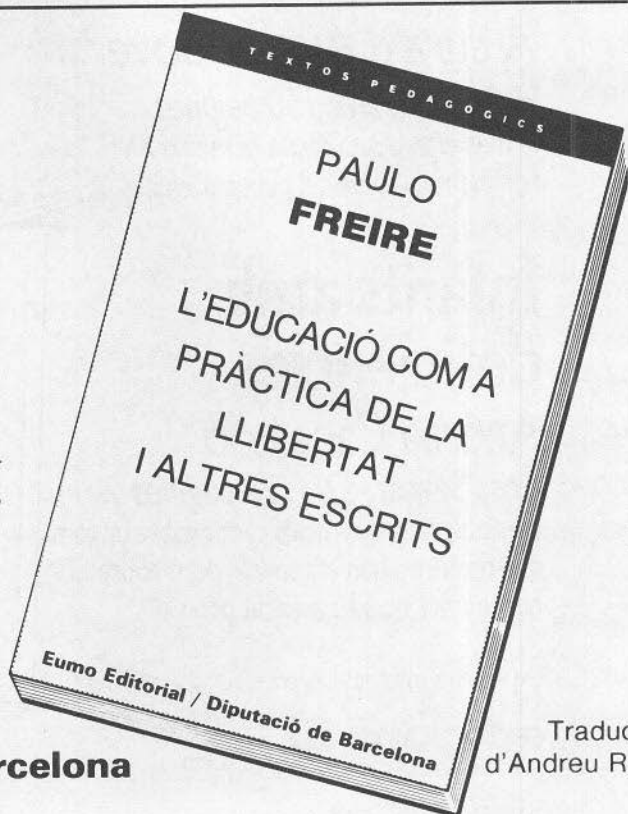 TEXTOS PEDAGÒGICS
PAULO
FREIRE
L'EDUCACIÓ COM A
PRÀCTICA DE LA
LLIBERTAT
I ALTRES ESCRITS
Eumo Editorial / Diputació de Barcelona
rcelona
Traduc
d'Andreu R